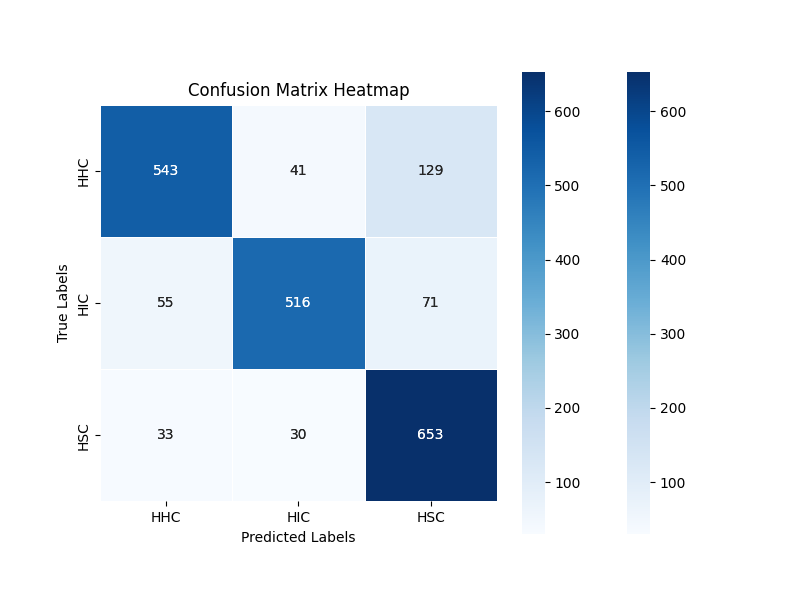 Confusion Matrix Heatmap
True Labels
HHC 543 41 129
HIC 55 516 71
HSC 33 30 653
HHC HIC HSC
Predicted Labels
600 600
500 500
400 400
300 300
200 200
100 100